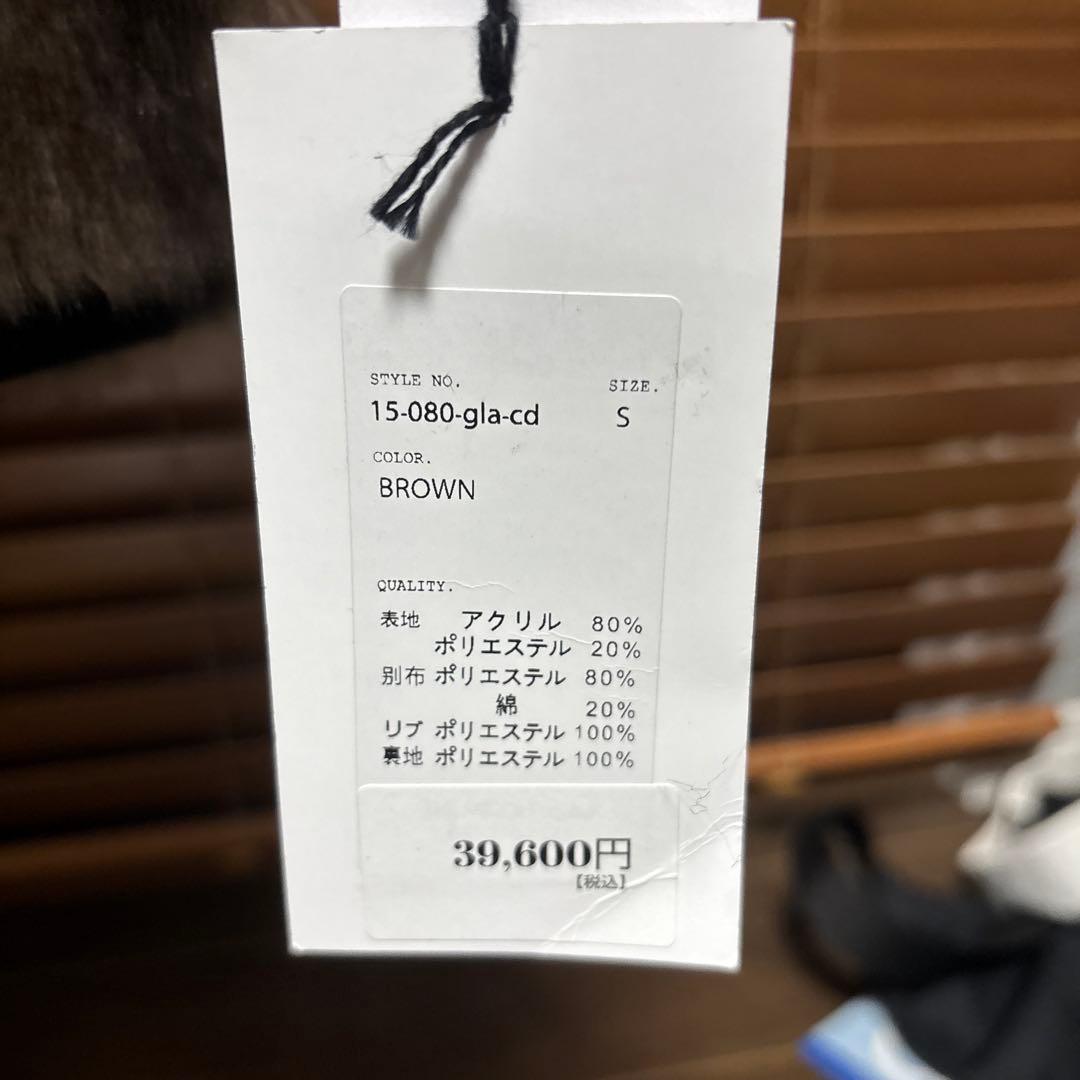 STYLE NO. SIZE.
15-080-gla-cd S
COLOR.
BROWN
QUALITY.
表地 アクリル 80%
ポリエステル 20%
別布 ポリエステル 80%
綿 20%
リブ ポリエステル 100%
裏地 ポリエステル 100%
39,600円
【税込】